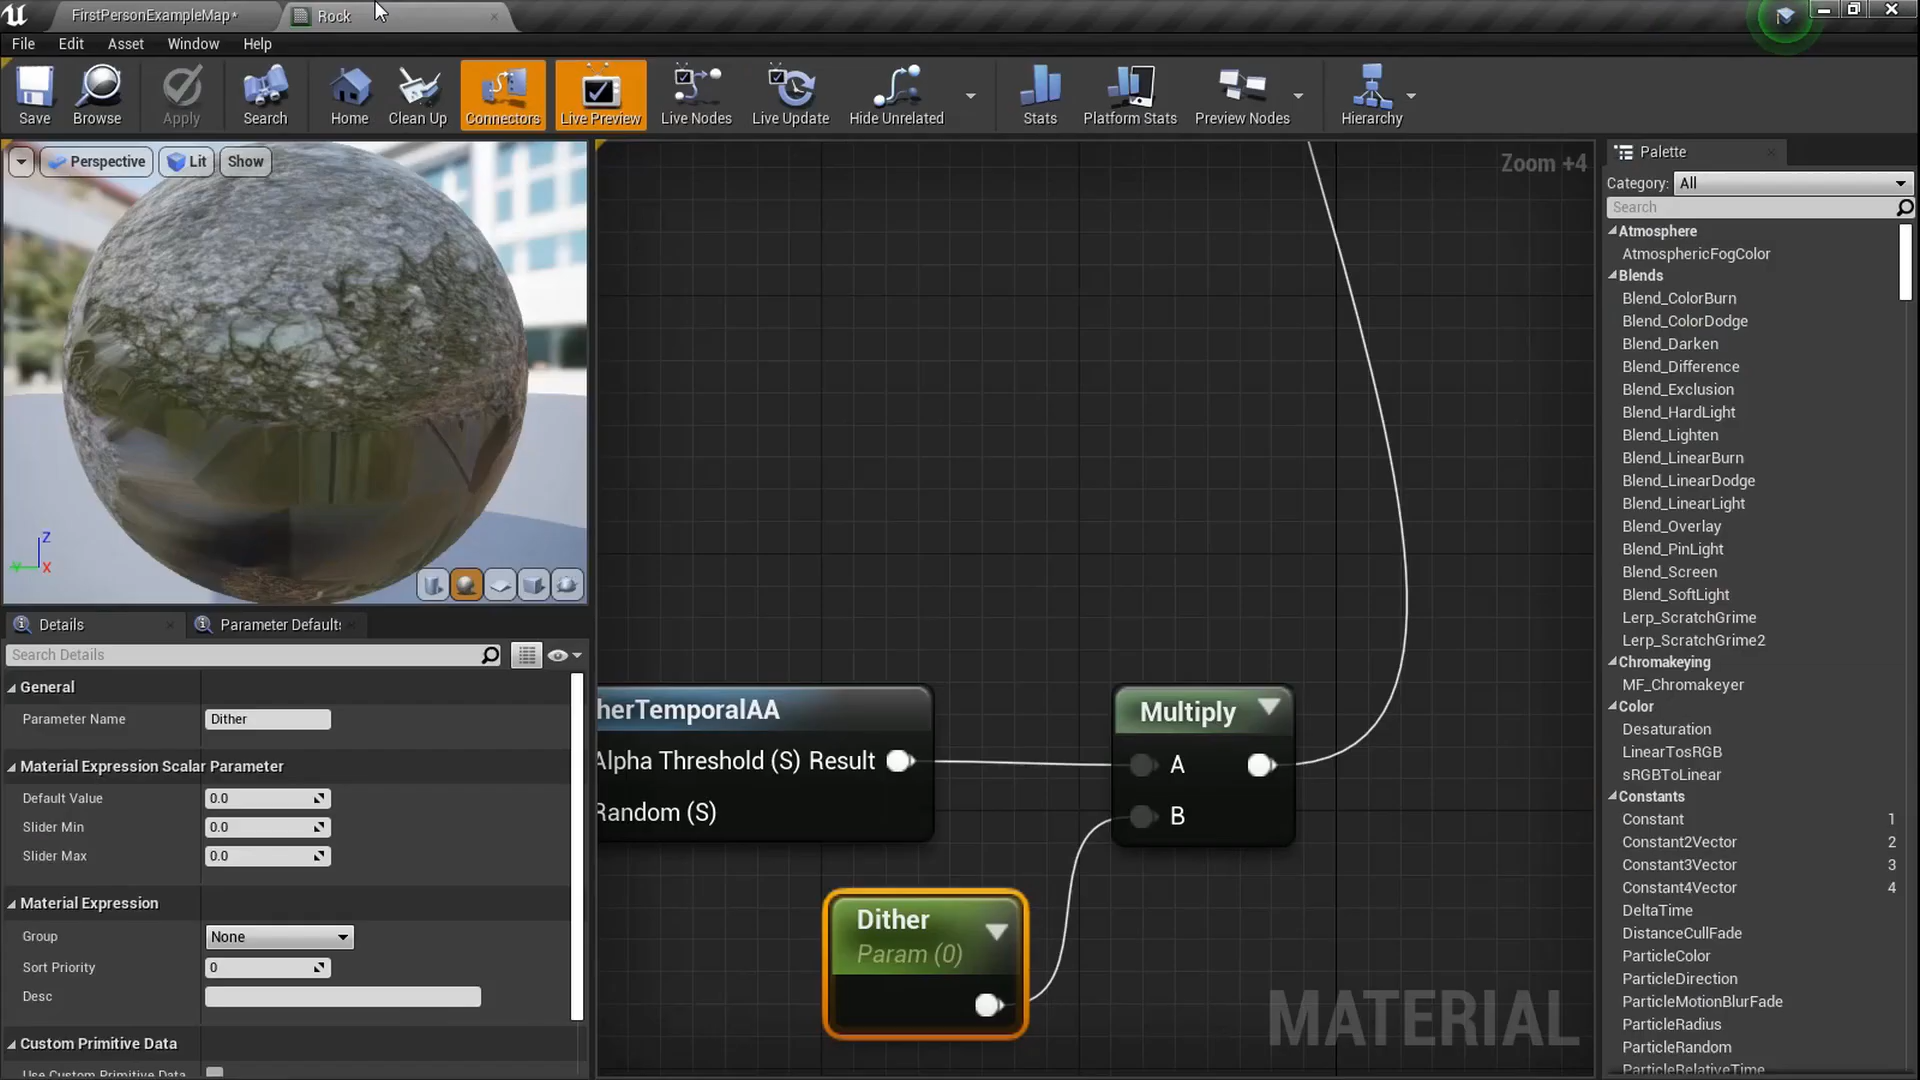 FirstPersonExampleMap*
Rock
File Edit Asset Window Help
Save Browse Apply Search Home Clean Up Connectors Live Preview Live Nodes Live Update Hide Unrelated Stats Platform Stats Preview Nodes Hierarchy
Perspective Lit Show
Z
Y X
Zoom +4
herTemporalAA
Alpha Threshold (S) Result
Random (S)
Multiply
A
B
Dither
Param (0)
MATERIAL
Details
Parameter Defaults
Search Details
General
Parameter Name Dither
Material Expression Scalar Parameter
Default Value 0.0
Slider Min 0.0
Slider Max 0.0
Material Expression
Group None
Sort Priority 0
Desc
Custom Primitive Data
Use Custom Primitive Data
Palette
Category: All
Search
Atmosphere
AtmosphericFogColor
Blends
Blend_ColorBurn
Blend_ColorDodge
Blend_Darken
Blend_Difference
Blend_Exclusion
Blend_HardLight
Blend_Lighten
Blend_LinearBurn
Blend_LinearDodge
Blend_LinearLight
Blend_Overlay
Blend_PinLight
Blend_Screen
Blend_SoftLight
Lerp_ScratchGrime
Lerp_ScratchGrime2
Chromakeying
MF_Chromakeyer
Color
Desaturation
LinearTosRGB
sRGBToLinear
Constants
Constant 1
Constant2Vector 2
Constant3Vector 3
Constant4Vector 4
DeltaTime
DistanceCullFade
ParticleColor
ParticleDirection
ParticleMotionBlurFade
ParticleRadius
ParticleRandom
ParticleRelativeTime